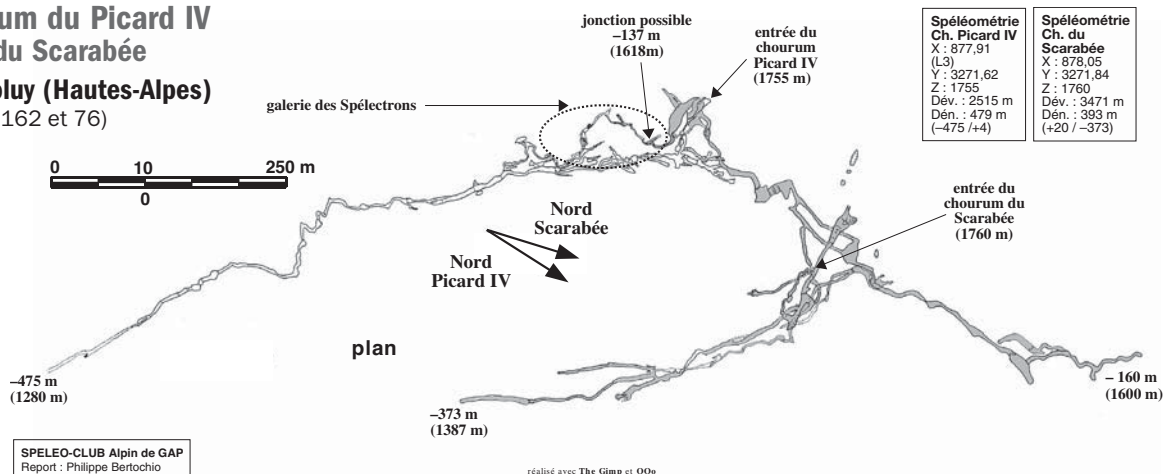 um du Picard IV
du Scarabée
oluy (Hautes-Alpes)
162 et 76)
0 10 250 m
0
galerie des Spélectrons
jonction possible
–137 m
(1618m)
entrée du
chourum
Picard IV
(1755 m)
Spéléométrie
Ch. Picard IV
X : 877,91
(L3)
Y : 3271,62
Z : 1755
Dév. : 2515 m
Dén. : 479 m
(–475 /+4)
Spéléométrie
Ch. du
Scarabée
X : 878,05
Y : 3271,84
Z : 1760
Dév. : 3471 m
Dén. : 393 m
(+20 / –373)
entrée du
chourum du
Scarabée
(1760 m)
Nord
Scarabée
Nord
Picard IV
plan
–475 m
(1280 m)
–373 m
(1387 m)
– 160 m
(1600 m)
SPELEO-CLUB Alpin de GAP
Report : Philippe Bertochio
réalisé avec The Gimp et OOo